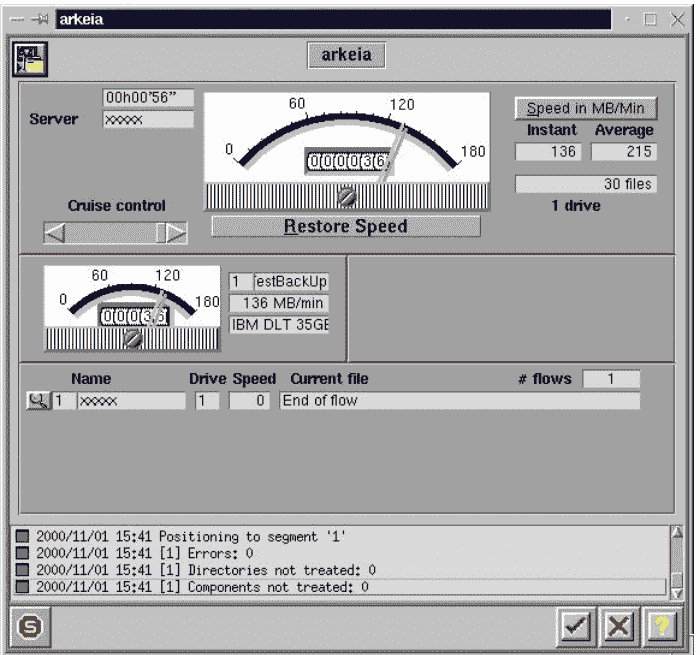 arkeia
arkeia
00h00'56"
Server xxxxx
0 60 120 180
0000036
Speed in MB/Min
Instant Average
136 215
30 files
1 drive
Cruise control
Restore Speed
0 60 120 180
000036
1 TestBackUp
136 MB/min
IBM DLT 35GB
Name Drive Speed Current file # flows 1
1 xxxxx 1 0 End of flow
2000/11/01 15:41 Positioning to segment '1'
2000/11/01 15:41 [1] Errors: 0
2000/11/01 15:41 [1] Directories not treated: 0
2000/11/01 15:41 [1] Components not treated: 0
S
?